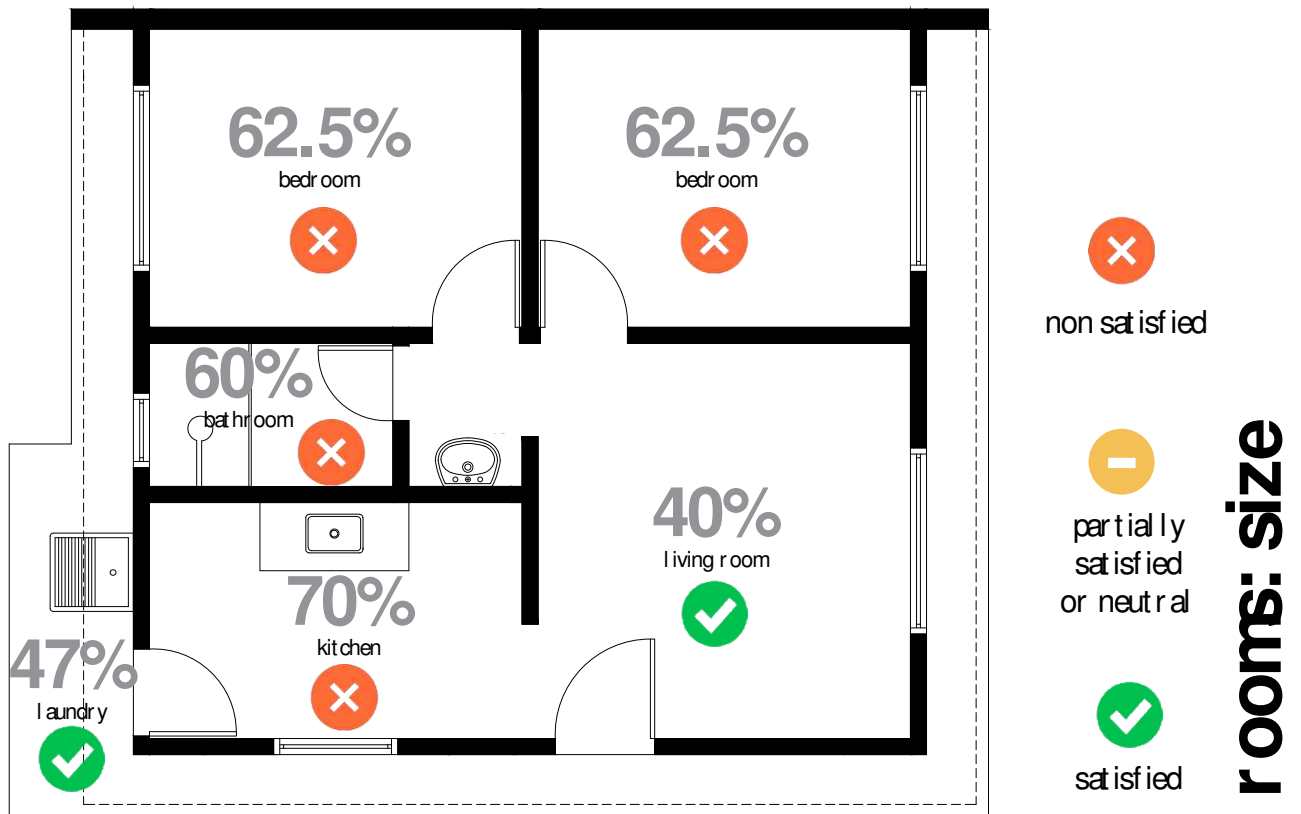 62.5%
bedroom
62.5%
bedroom
non satisfied
60%
bathroom
partially
satisfied
or neutral
40%
living room
70%
kitchen
47%
laundry
satisfied
rooms: size